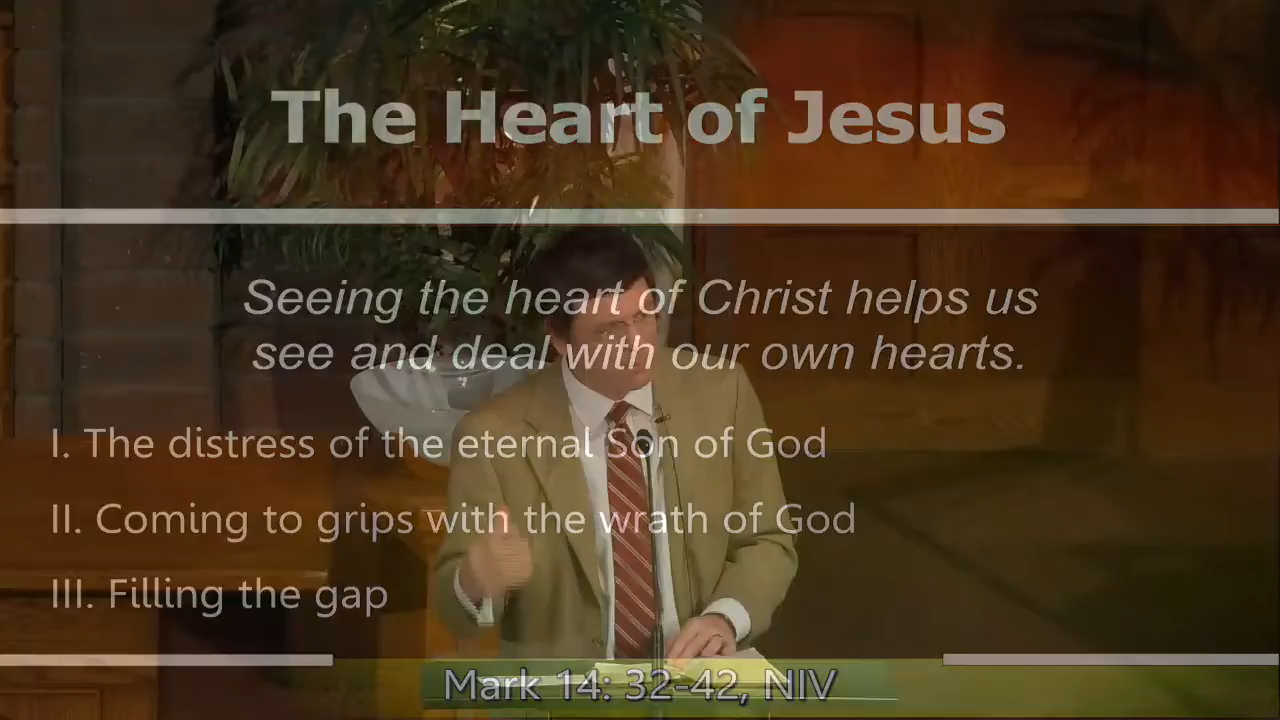 The Heart of Jesus
Seeing the heart of Christ helps us
see and deal with our own hearts.
I. The distress of the eternal Son of God
II. Coming to grips with the wrath of God
III. Filling the gap
Mark 14: 32-42, NIV